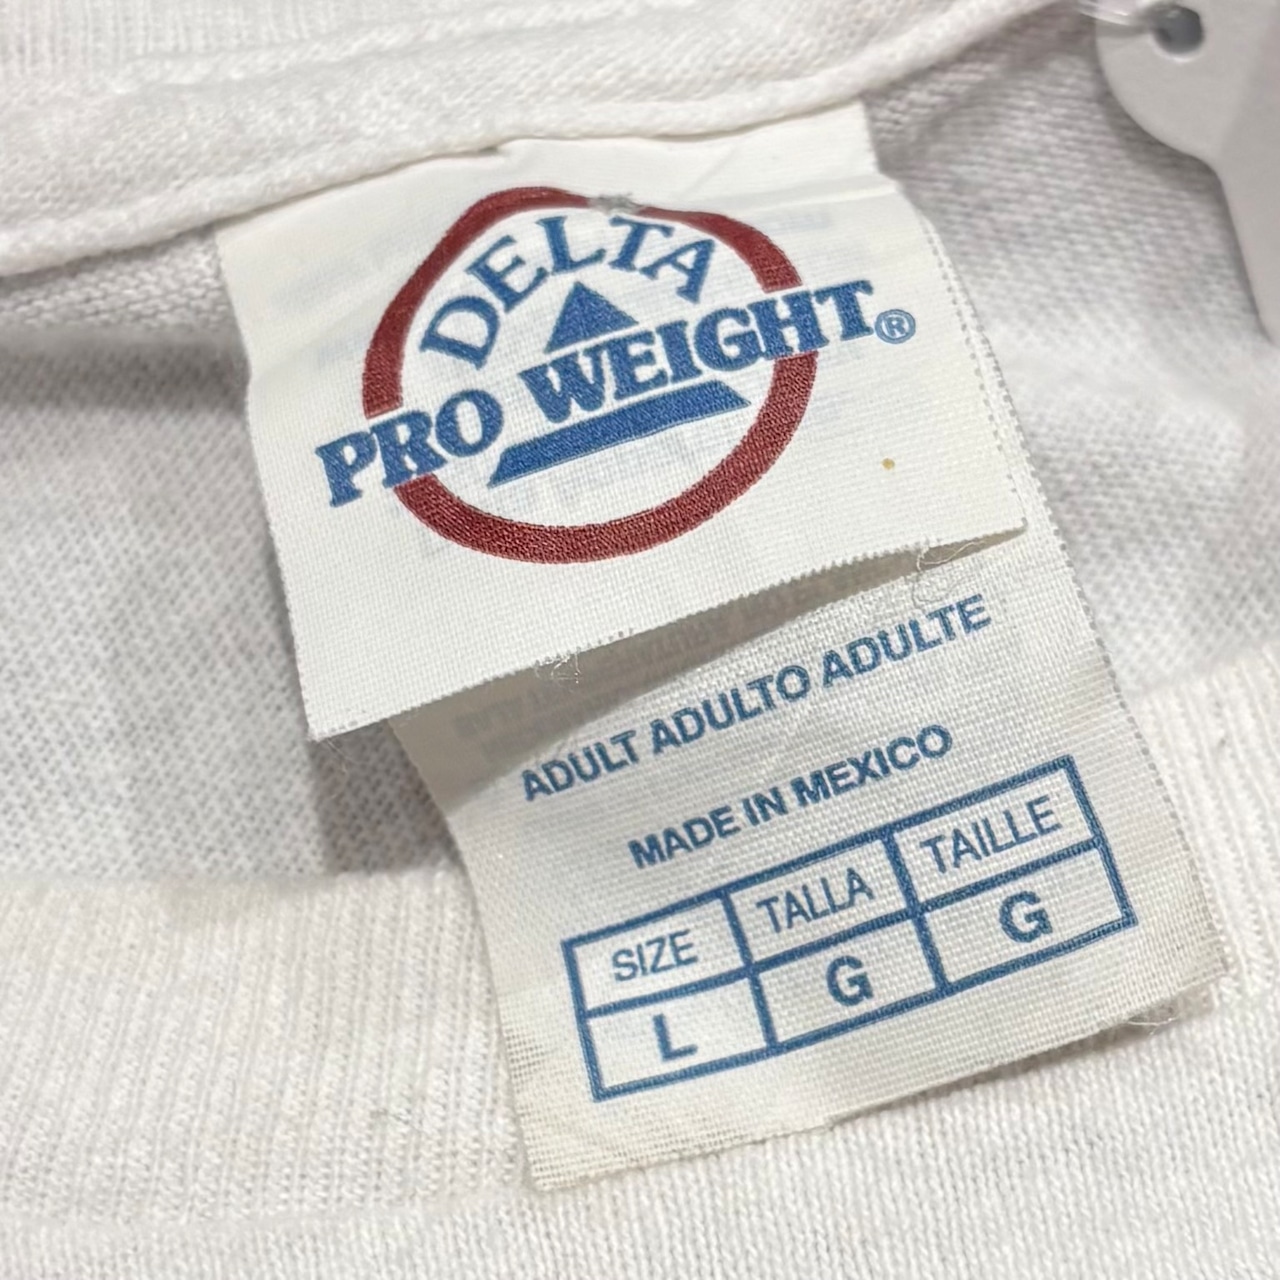 DELTA
PRO WEIGHT®
ADULT ADULTO ADULTE
MADE IN MEXICO
SIZE TALLA TAILLE
L G G